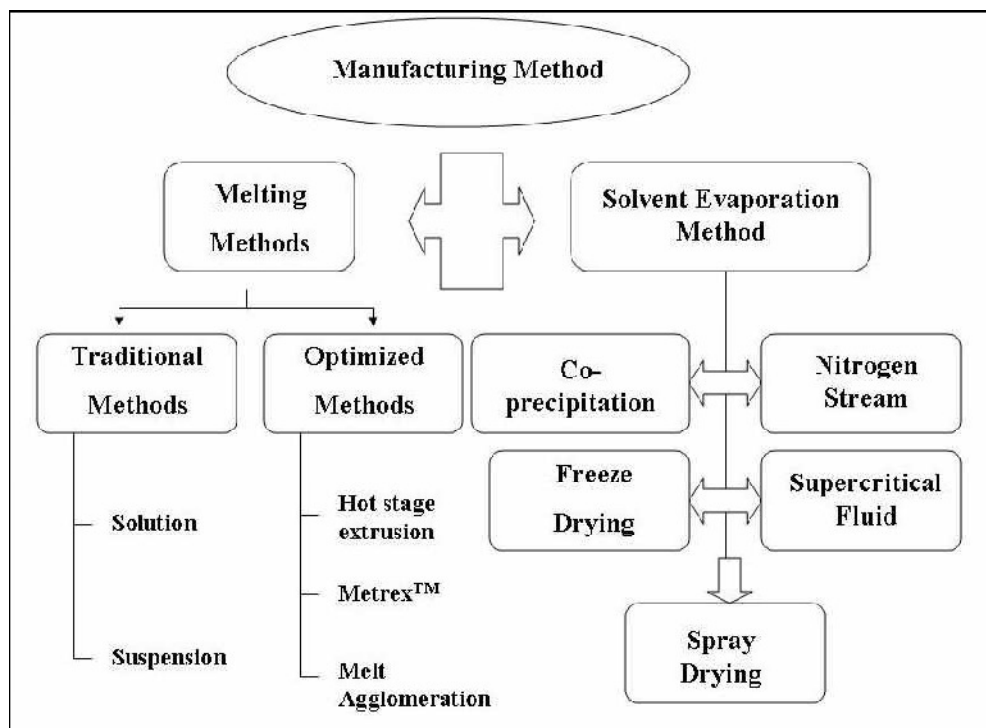 Manufacturing Method
Melting
Methods
Solvent Evaporation
Method
Traditional
Methods
Optimized
Methods
Co-
precipitation
Nitrogen
Stream
Freeze
Drying
Supercritical
Fluid
Solution
Suspension
Hot stage
extrusion
Metrex™
Melt
Agglomeration
Spray
Drying